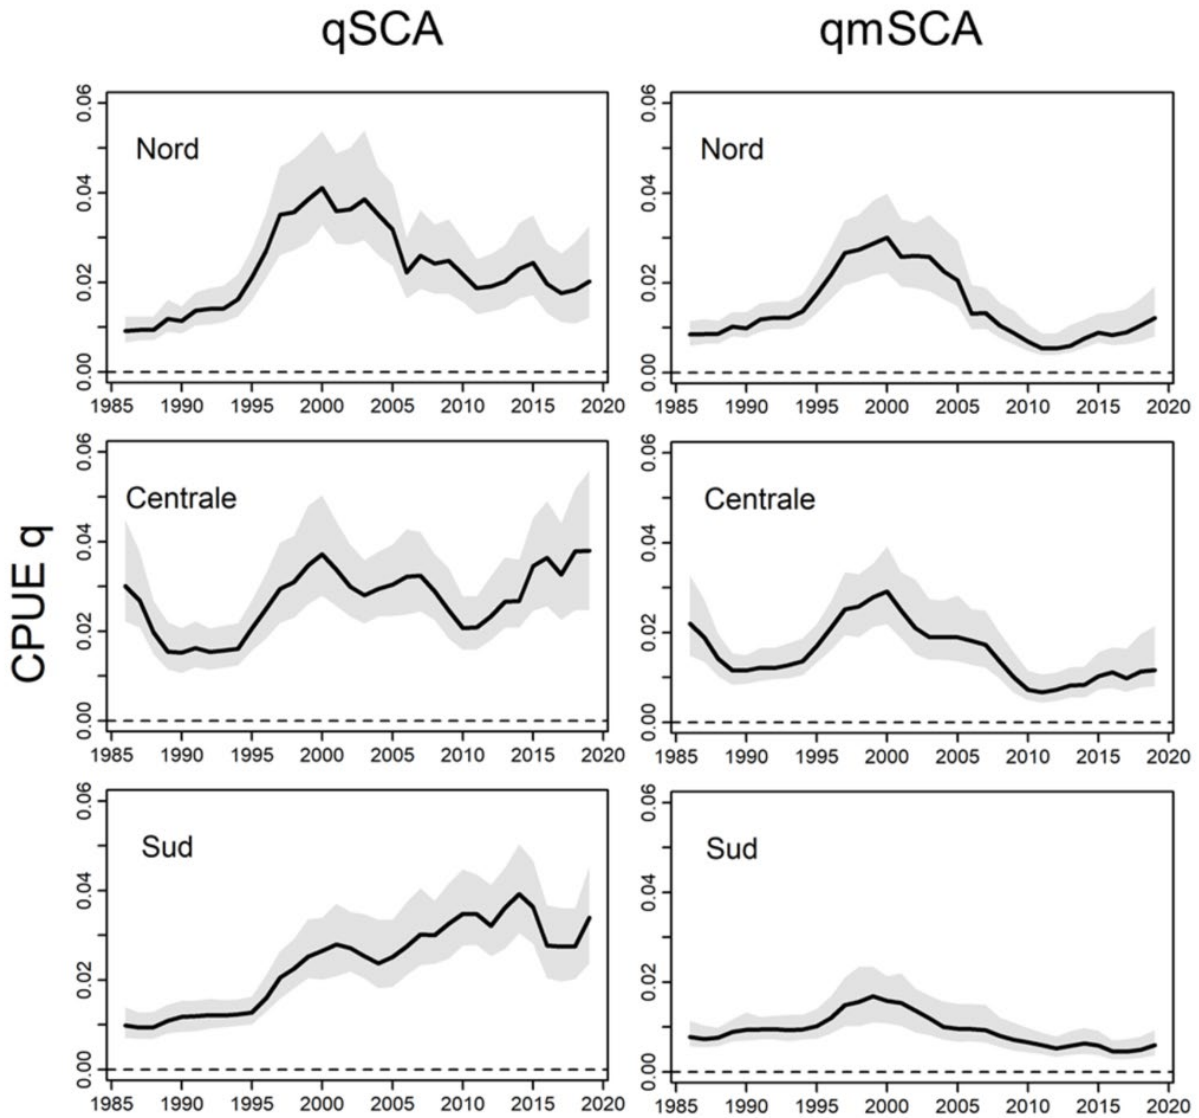 qSCA qmSCA
Nord Nord
0.00 0.02 0.04 0.06 0.00 0.02 0.04 0.06
1985 1990 1995 2000 2005 2010 2015 2020 1985 1990 1995 2000 2005 2010 2015 2020
Centrale Centrale
0.00 0.02 0.04 0.06 0.00 0.02 0.04 0.06
CPUE q
1985 1990 1995 2000 2005 2010 2015 2020 1985 1990 1995 2000 2005 2010 2015 2020
Sud Sud
0.00 0.02 0.04 0.06 0.00 0.02 0.04 0.06
1985 1990 1995 2000 2005 2010 2015 2020 1985 1990 1995 2000 2005 2010 2015 2020